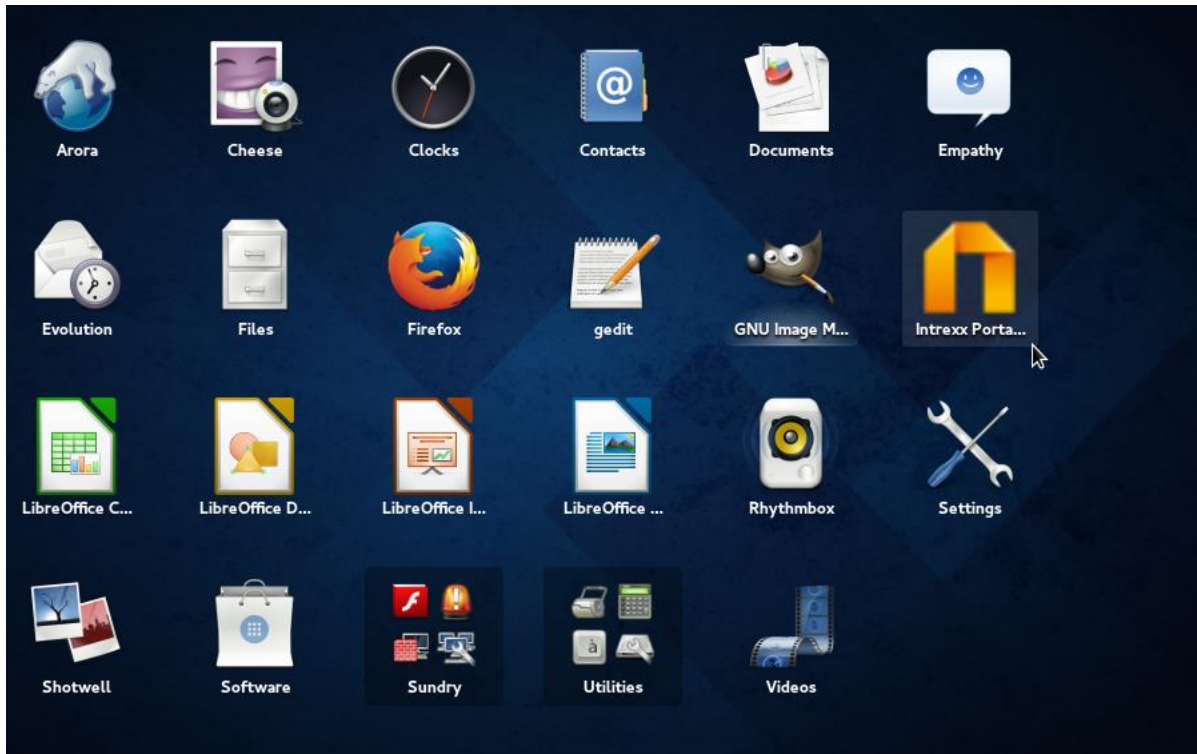 Arora
Cheese
Clocks
Contacts
Documents
Empathy
Evolution
Files
Firefox
gedit
GNU Image M...
Intrexx Porta...
LibreOffice C...
LibreOffice D...
LibreOffice I...
LibreOffice ...
Rhythmbox
Settings
Shotwell
Software
Sundry
Utilities
Videos